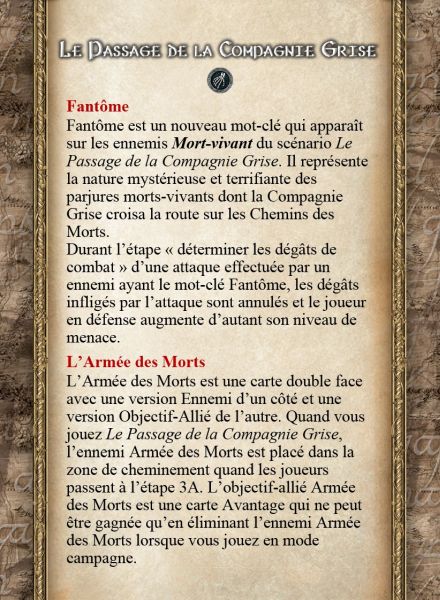 Le Passage de la Compagnie Grise
Fantôme
Fantôme est un nouveau mot-clé qui apparaît
sur les ennemis Mort-vivant du scénario Le
Passage de la Compagnie Grise. Il représente
la nature mystérieuse et terrifiante des
parjures morts-vivants dont la Compagnie
Grise croisa la route sur les Chemins des
Morts.
Durant l'étape « déterminer les dégâts de
combat » d'une attaque effectuée par un
ennemi ayant le mot-clé Fantôme, les dégâts
infligés par l'attaque sont annulés et le joueur
en défense augmente d'autant son niveau de
menace.
L'Armée des Morts
L'Armée des Morts est une carte double face
avec une version Ennemi d'un côté et une
version Objectif-Allié de l'autre. Quand vous
jouez Le Passage de la Compagnie Grise,
l'ennemi Armée des Morts est placé dans la
zone de cheminement quand les joueurs
passent à l'étape 3A. L'objectif-allié Armée
des Morts est une carte Avantage qui ne peut
être gagnée qu'en éliminant l'ennemi Armée
des Morts lorsque vous jouez en mode
campagne.